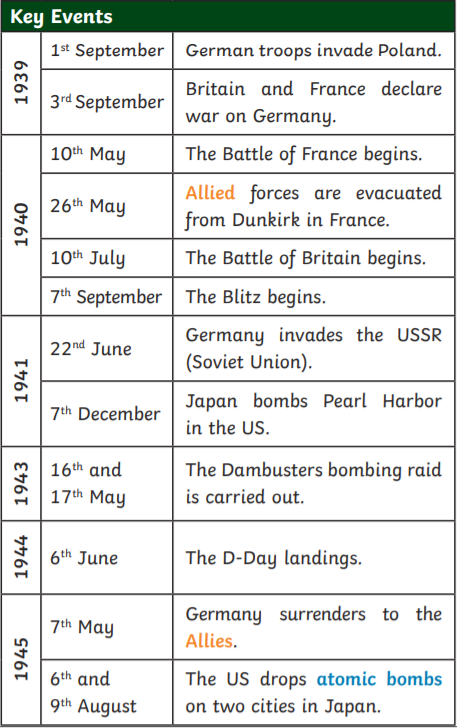 Key Events
1939
1st September
German troops invade Poland.
3rd September
Britain and France declare
war on Germany.
1940
10th May
The Battle of France begins.
26th May
Allied forces are evacuated
from Dunkirk in France.
10th July
The Battle of Britain begins.
7th September
The Blitz begins.
1941
22nd June
Germany invades the USSR
(Soviet Union).
7th December
Japan bombs Pearl Harbor
in the US.
1943
16th and
17th May
The Dambusters bombing raid
is carried out.
1944
6th June
The D-Day landings.
1945
7th May
Germany surrenders to the
Allies.
6th and
9th August
The US drops atomic bombs
on two cities in Japan.